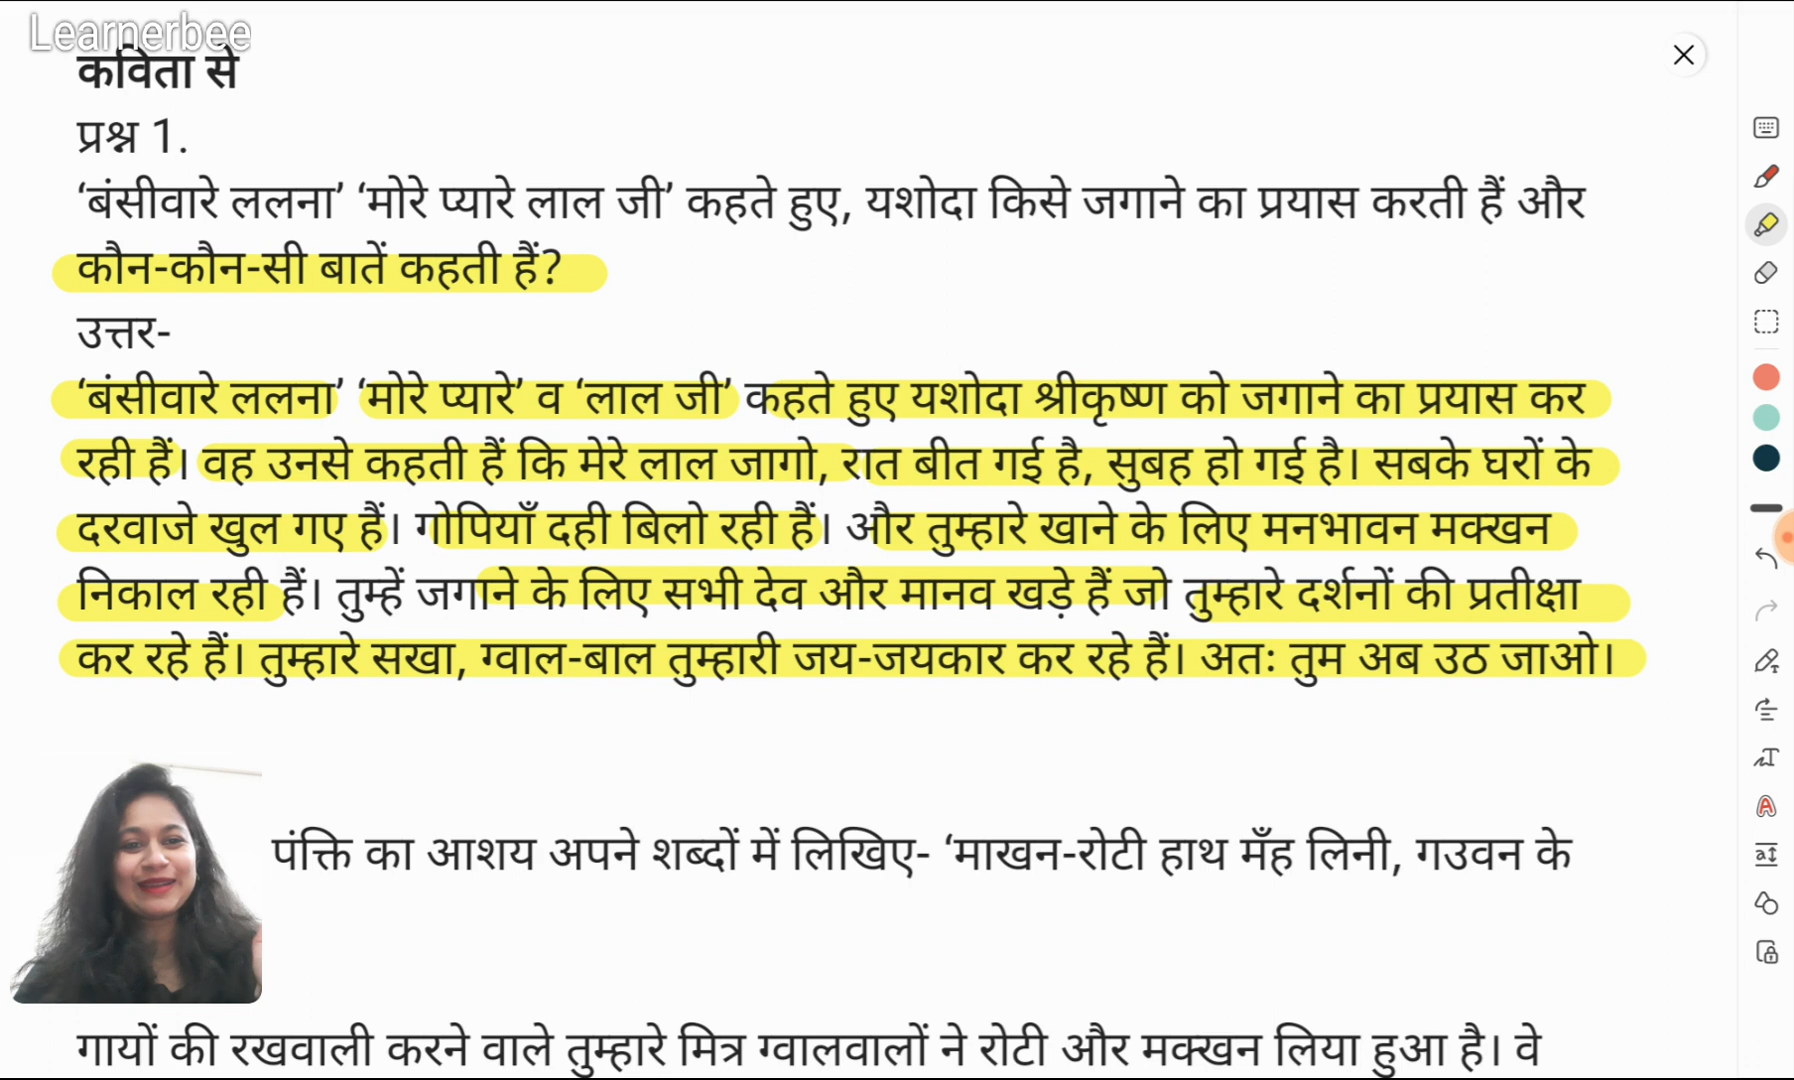 Learnerbee
कविता से
प्रश्न 1.
‘बंसीवारे ललना’ ‘मोरे प्यारे लाल जी’ कहते हुए, यशोदा किसे जगाने का प्रयास करती हैं और
कौन-कौन-सी बातें कहती हैं?
उत्तर-
‘बंसीवारे ललना’ ‘मोरे प्यारे’ व ‘लाल जी’ कहते हुए यशोदा श्रीकृष्ण को जगाने का प्रयास कर
रही हैं। वह उनसे कहती हैं कि मेरे लाल जागो, रात बीत गई है, सुबह हो गई है। सबके घरों के
दरवाजे खुल गए हैं। गोपियाँ दही बिलो रही हैं। और तुम्हारे खाने के लिए मनभावन मक्खन
निकाल रही हैं। तुम्हें जगाने के लिए सभी देव और मानव खड़े हैं जो तुम्हारे दर्शनों की प्रतीक्षा
कर रहे हैं। तुम्हारे सखा, ग्वाल-बाल तुम्हारी जय-जयकार कर रहे हैं। अतः तुम अब उठ जाओ।
पंक्ति का आशय अपने शब्दों में लिखिए- ‘माखन-रोटी हाथ मँह लिनी, गउवन के
गायों की रखवाली करने वाले तुम्हारे मित्र ग्वालवालों ने रोटी और मक्खन लिया हुआ है। वे